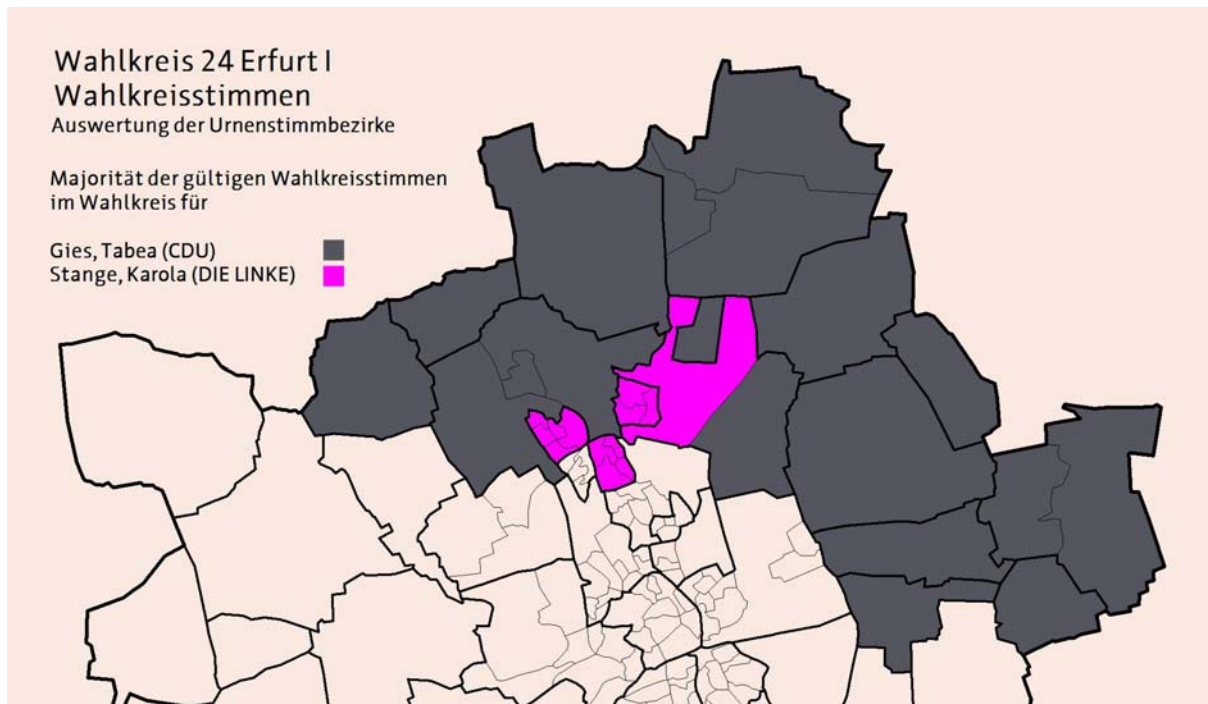 Wahlkreis 24 Erfurt I
Wahlkreisstimmen
Auswertung der Urnenstimmbezirke
Majorität der gültigen Wahlkreisstimmen
im Wahlkreis für
Gies, Tabea (CDU)
Stange, Karola (DIE LINKE)